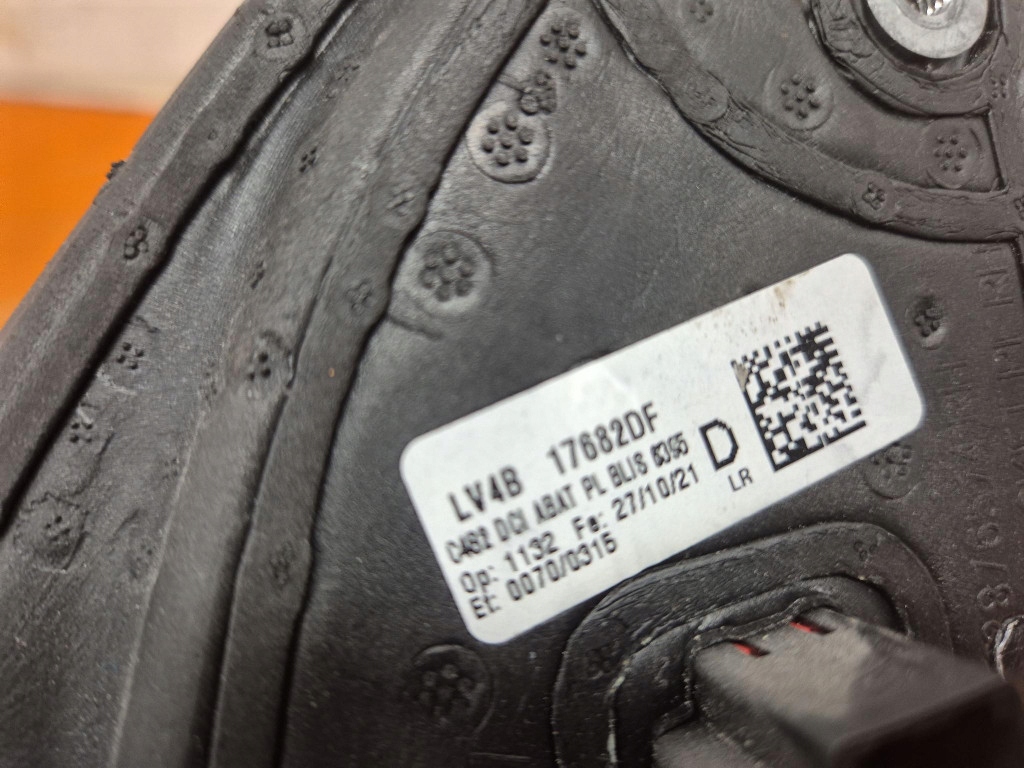 LV4B 17682DF
C482 DCI ABAT PL BLIS 6395
Op: 1132 Fe: 27/10/21
Et: 0070/0315
D
LR